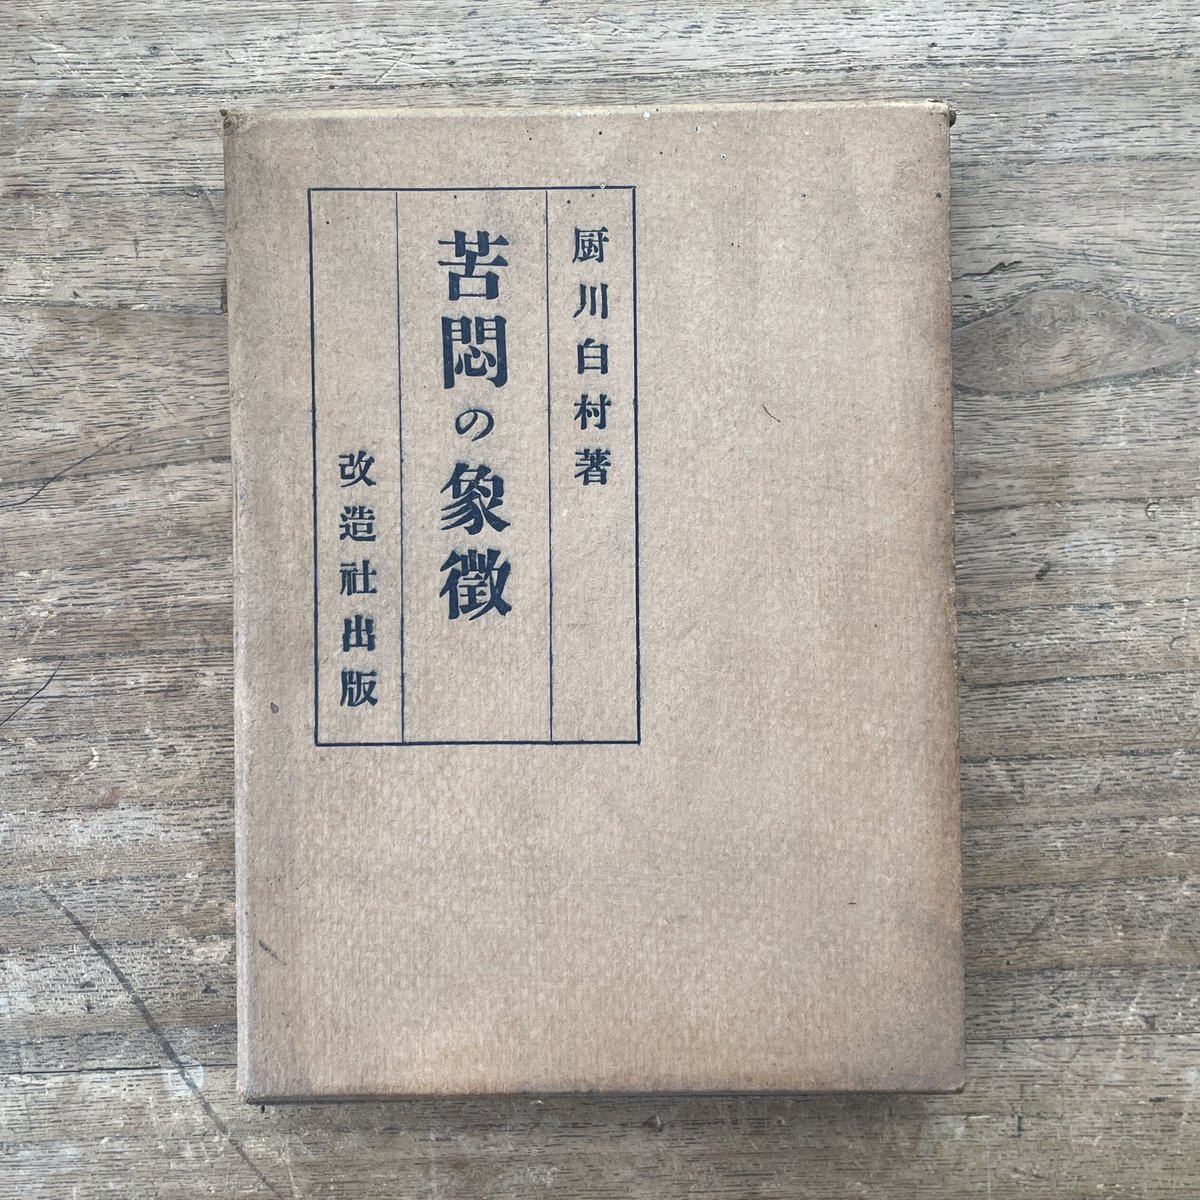 厨川白村著
苦悶の象徴
改造社出版